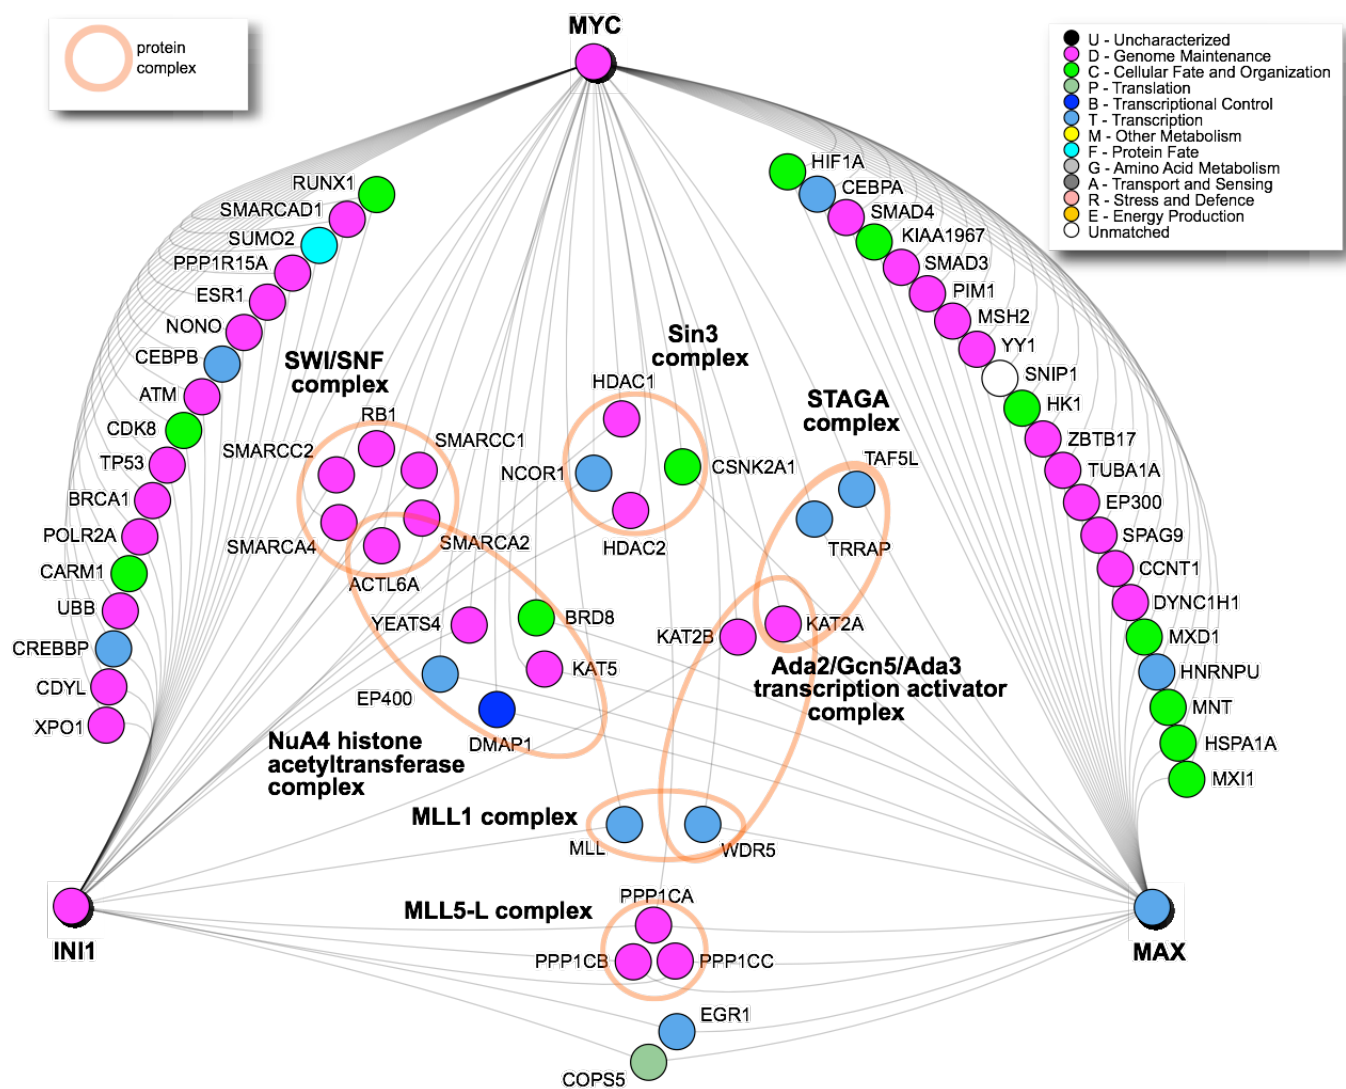 protein
complex
MYC
U - Uncharacterized
D - Genome Maintenance
C - Cellular Fate and Organization
P - Translation
B - Transcriptional Control
T - Transcription
M - Other Metabolism
F - Protein Fate
G - Amino Acid Metabolism
A - Transport and Sensing
R - Stress and Defence
E - Energy Production
Unmatched
RUNX1
SMARCAD1
SUMO2
PPP1R15A
ESR1
NONO
CEBPB
ATM
CDK8
TP53
BRCA1
POLR2A
CARM1
UBB
CREBBP
CDYL
XPO1
HIF1A
CEBPA
SMAD4
KIAA1967
SMAD3
PIM1
MSH2
YY1
SNIP1
HK1
ZBTB17
TUBA1A
EP300
SPAG9
CCNT1
DYNC1H1
MXD1
HNRNPU
MNT
HSPA1A
MXI1
SWI/SNF
complex
RB1
SMARCC2
SMARCC1
SMARCA4
SMARCA2
ACTL6A
Sin3
complex
HDAC1
NCOR1
CSNK2A1
HDAC2
STAGA
complex
TAF5L
TRRAP
KAT2B
KAT2A
Ada2/Gcn5/Ada3
transcription activator
complex
YEATS4
BRD8
KAT5
EP400
DMAP1
NuA4 histone
acetyltransferase
complex
MLL1 complex
MLL
WDR5
MLL5-L complex
PPP1CA
PPP1CB
PPP1CC
INI1
MAX
EGR1
COPS5